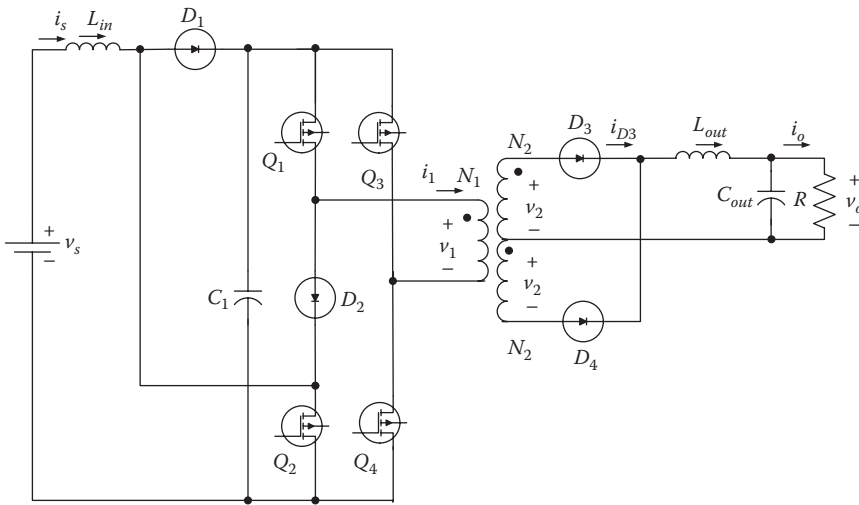 i_s L_in D_1
Q_1 Q_3
i_1 N_1
N_2 D_3 i_D3 L_out i_o
+ v_s −
C_1
D_2
+ v_1 −
+ v_2 −
+ v_2 −
C_out R + v_o −
N_2 D_4
Q_2 Q_4